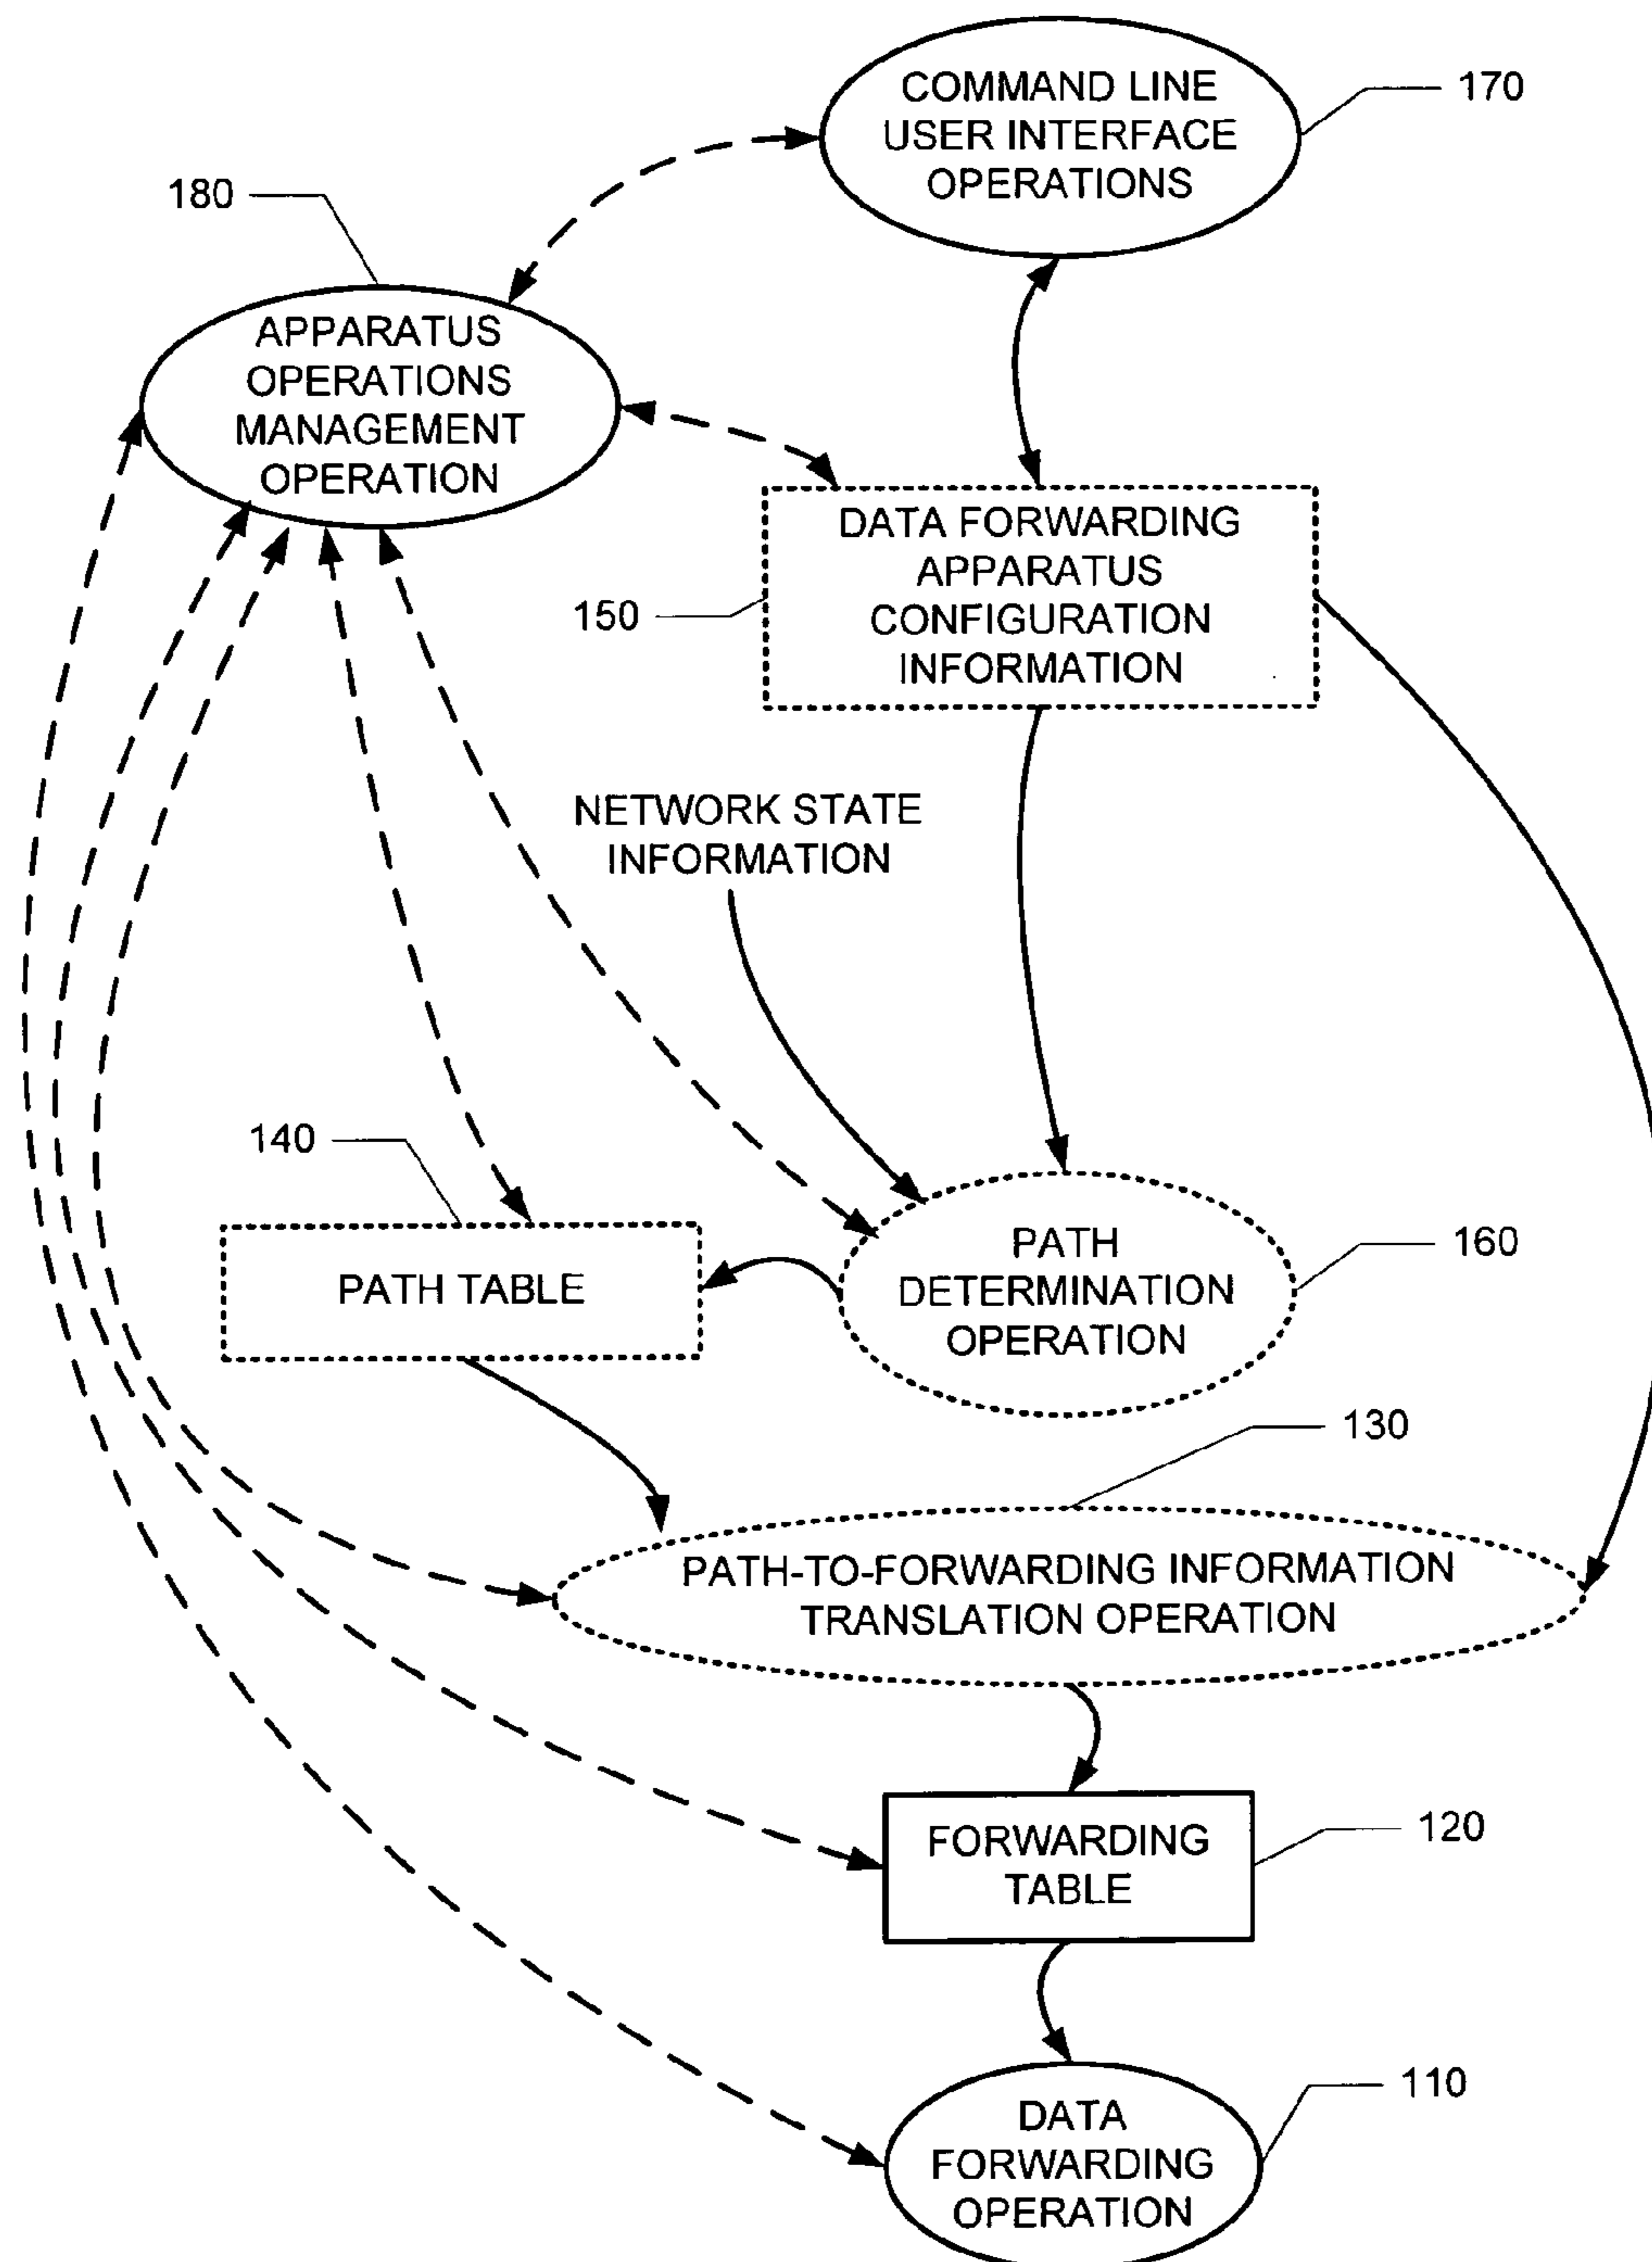 COMMAND LINE
USER INTERFACE
OPERATIONS
170
180
APPARATUS
OPERATIONS
MANAGEMENT
OPERATION
DATA FORWARDING
APPARATUS
CONFIGURATION
INFORMATION
150
NETWORK STATE
INFORMATION
140
PATH TABLE
PATH
DETERMINATION
OPERATION
160
130
PATH-TO-FORWARDING INFORMATION
TRANSLATION OPERATION
FORWARDING
TABLE
120
110
DATA
FORWARDING
OPERATION